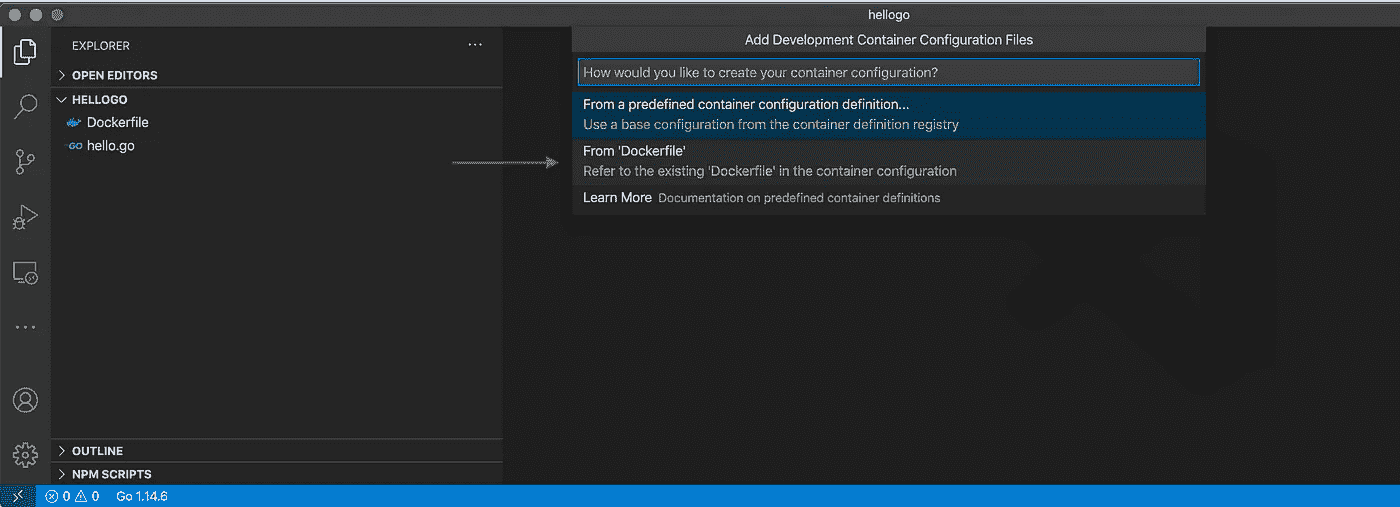 hellogo
EXPLORER
OPEN EDITORS
HELLOGO
Dockerfile
GO hello.go
OUTLINE
NPM SCRIPTS
Add Development Container Configuration Files
How would you like to create your container configuration?
From a predefined container configuration definition...
Use a base configuration from the container definition registry
From 'Dockerfile'
Refer to the existing 'Dockerfile' in the container configuration
Learn More Documentation on predefined container definitions
0 0 Go 1.14.6